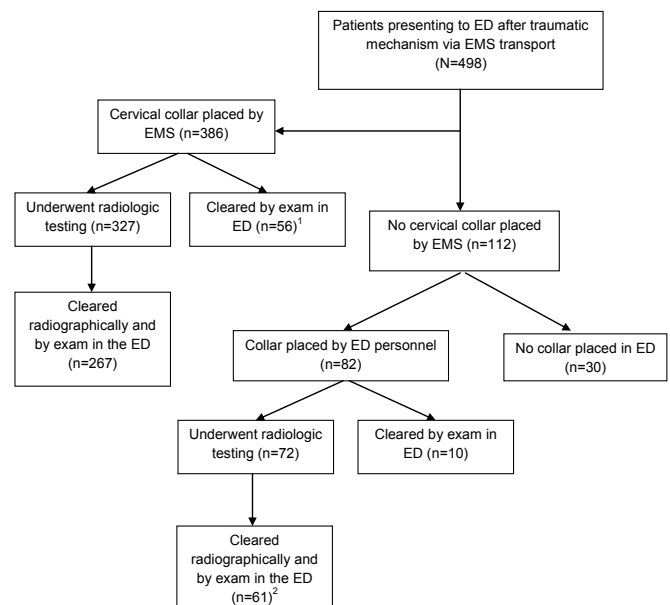 Patients presenting to ED after traumatic
mechanism via EMS transport
(N=498)
Cervical collar placed by
EMS (n=386)
Underwent radiologic
testing (n=327)
Cleared by exam in
ED (n=56)1
No cervical collar placed
by EMS (n=112)
Cleared
radiographically and
by exam in the ED
(n=267)
Collar placed by ED personnel
(n=82)
No collar placed in ED
(n=30)
Underwent radiologic
testing (n=72)
Cleared by exam in
ED (n=10)
Cleared
radiographically and
by exam in the ED
(n=61)2